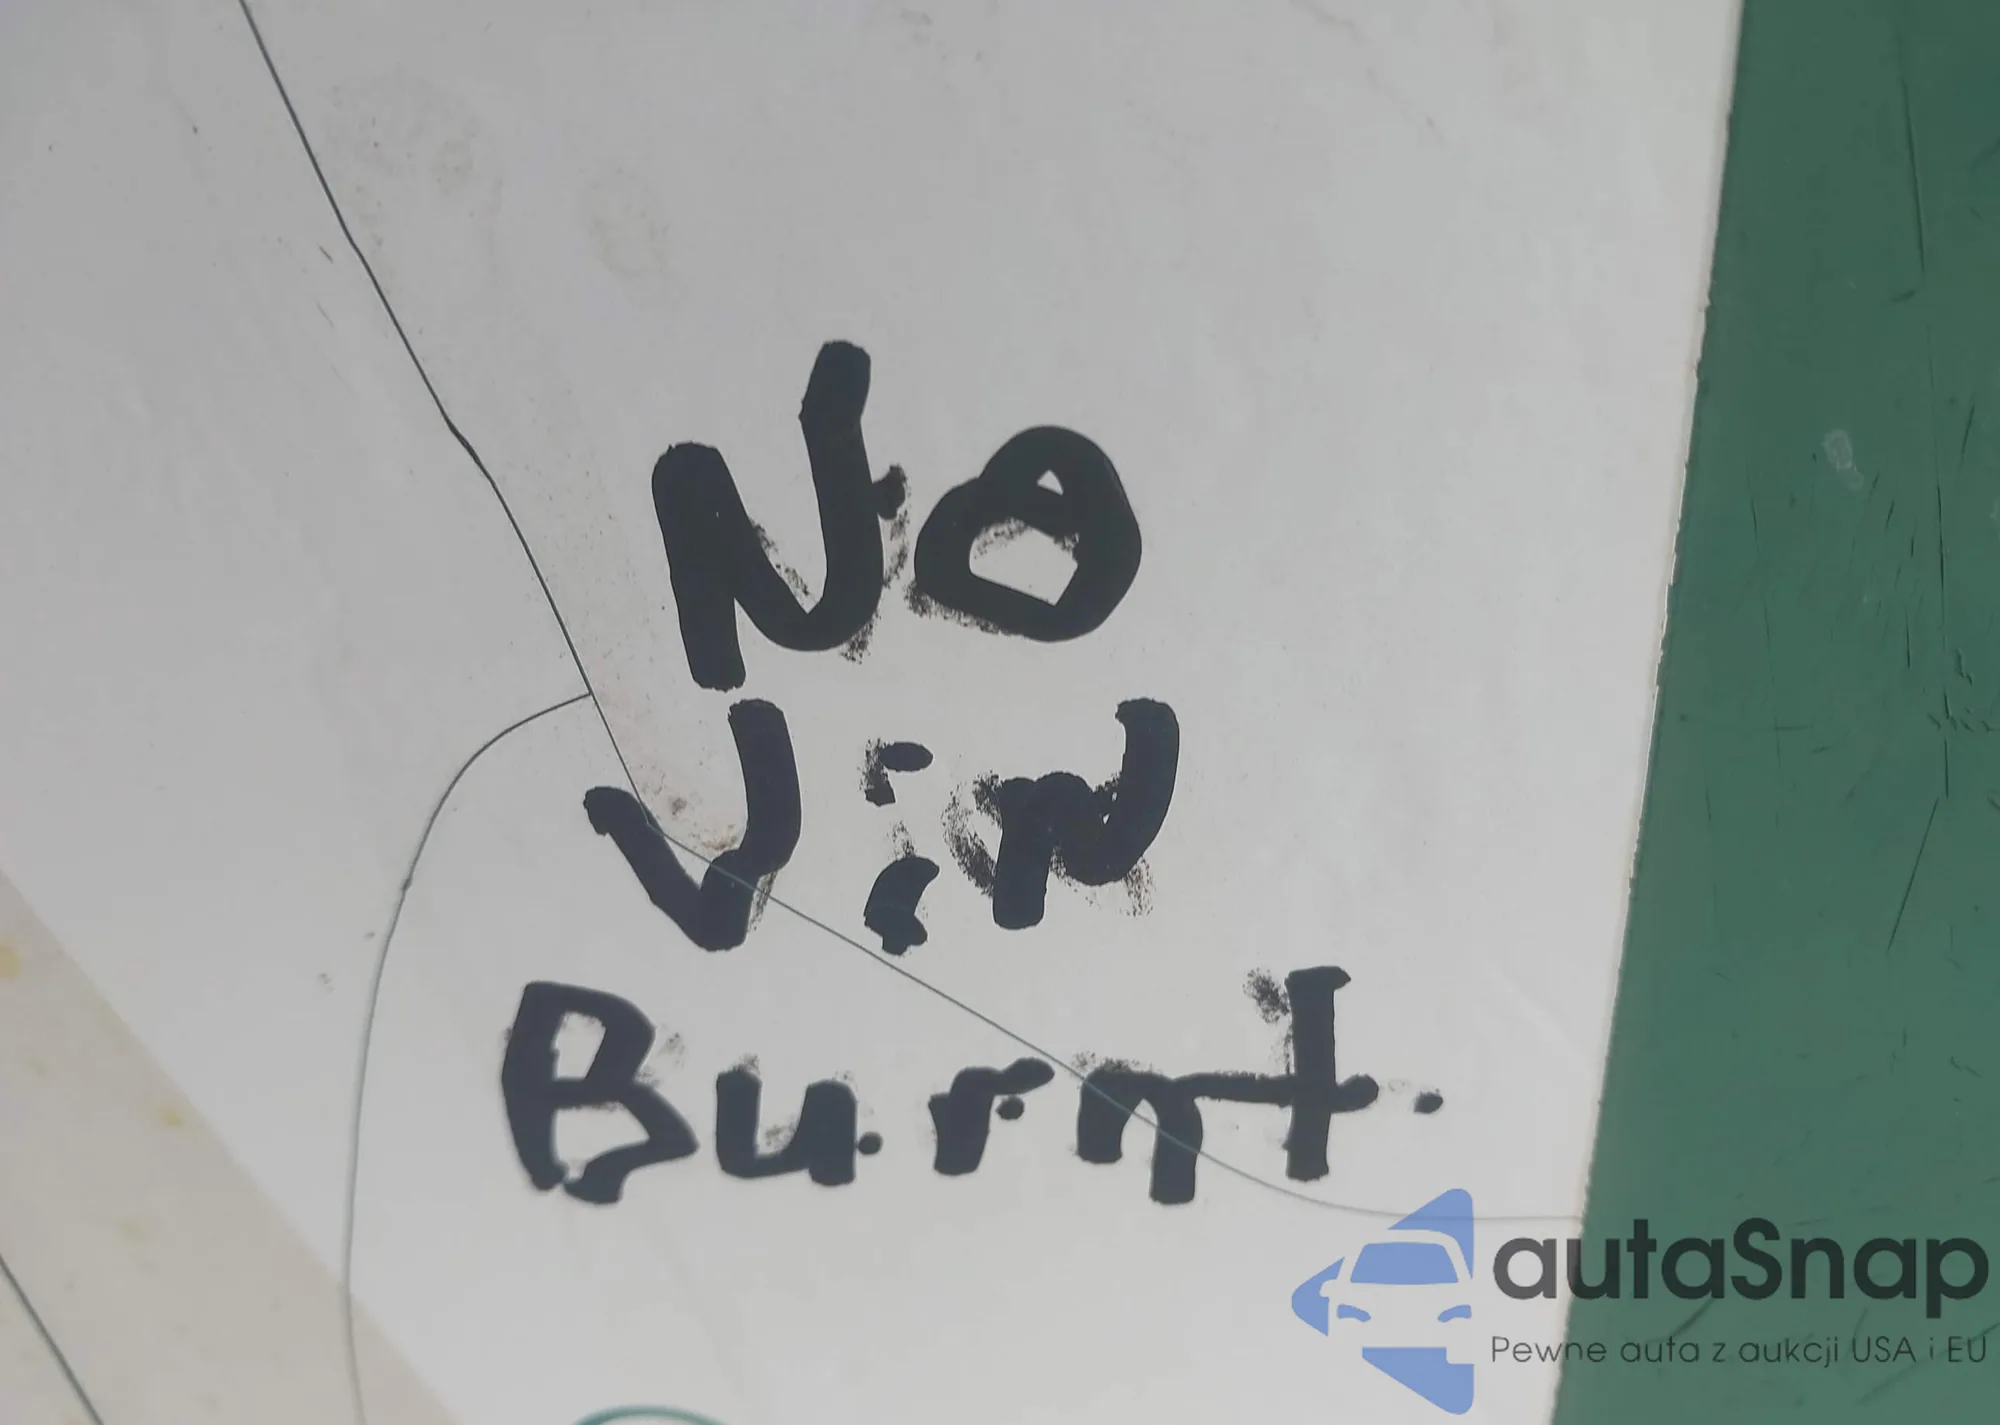 No
Vin
Burnt.
autaSnap
Pewne auta z aukcji USA i EU